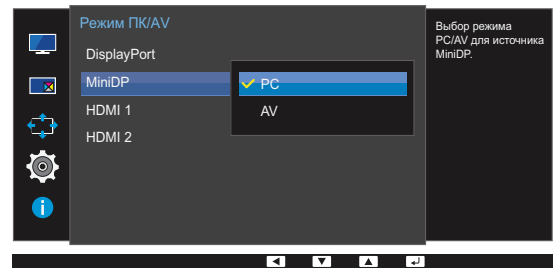 Режим ПК/AV
DisplayPort
MiniDP
HDMI 1
HDMI 2
PC
AV
Выбор режима
PC/AV для источника
MiniDP.